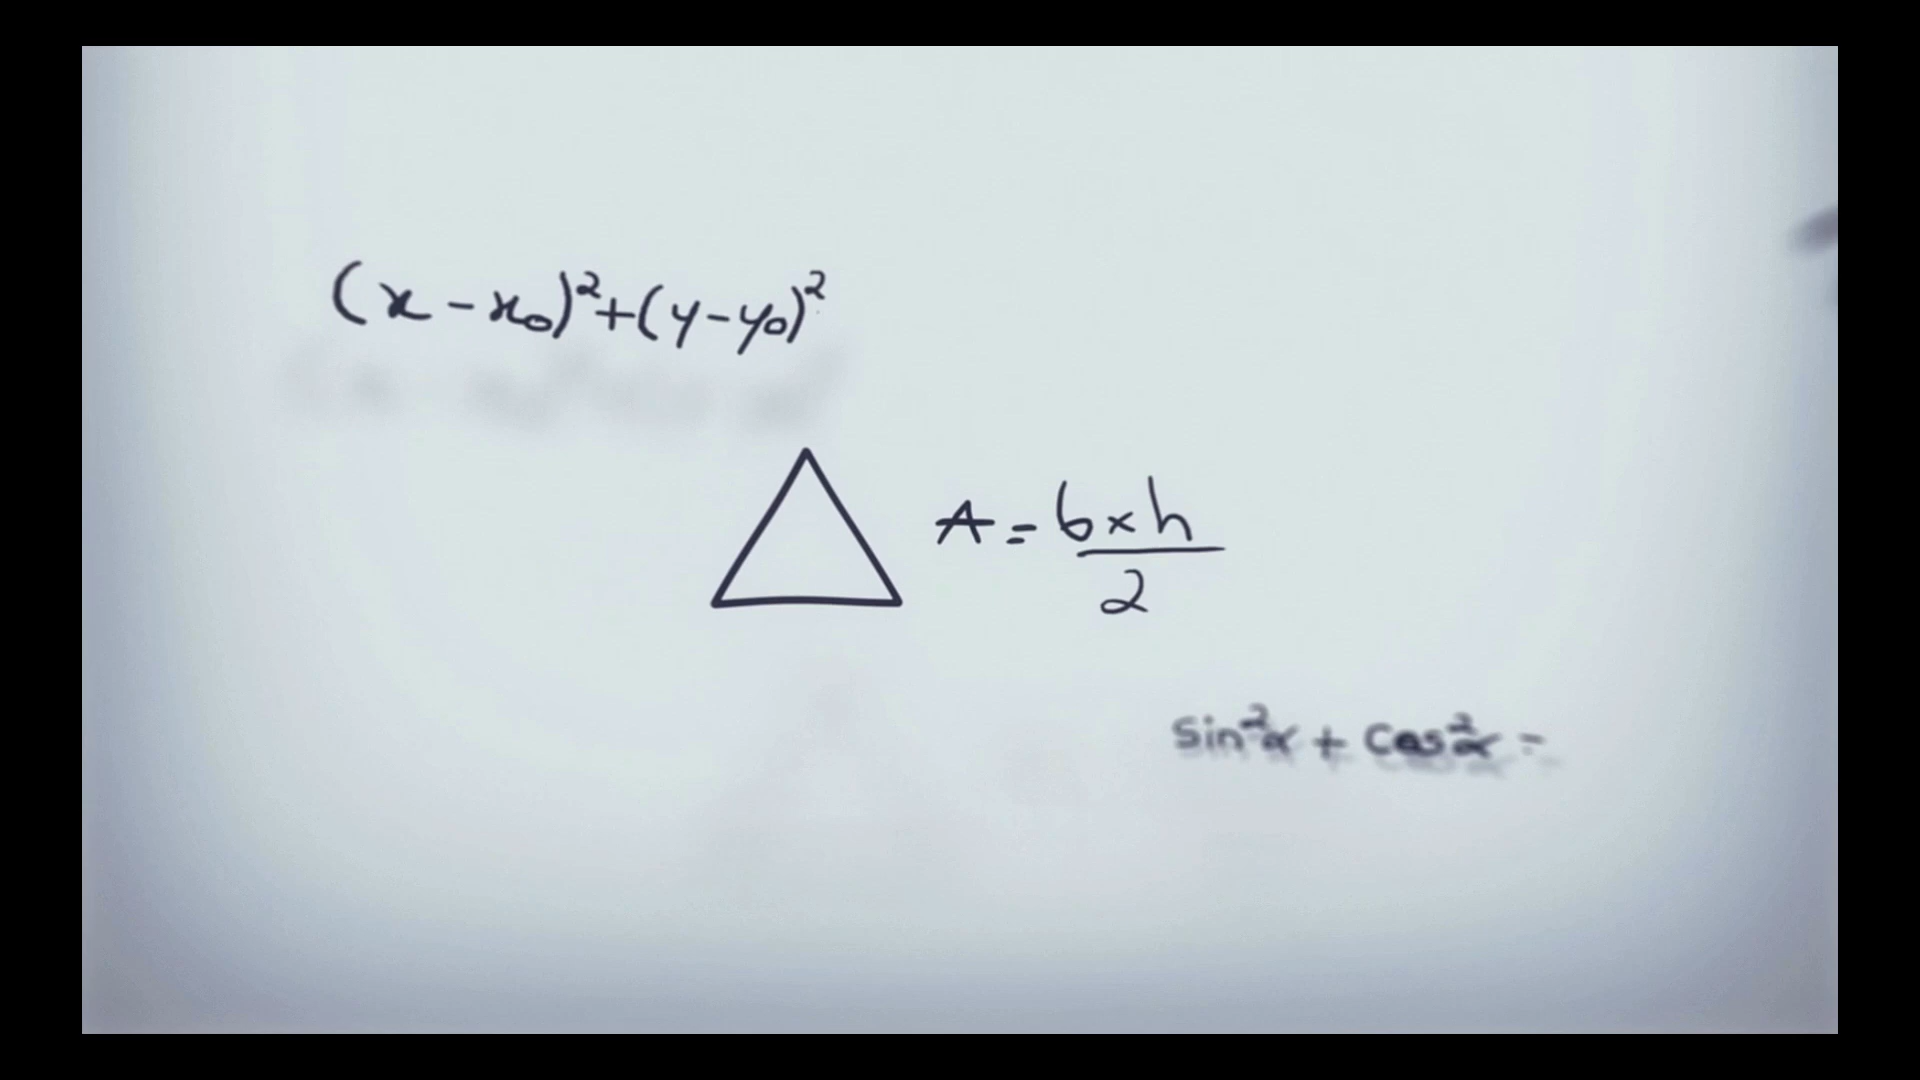 (x - x₀)² + (y - y₀)²
A = b × h / 2
sin²α + cos²α =